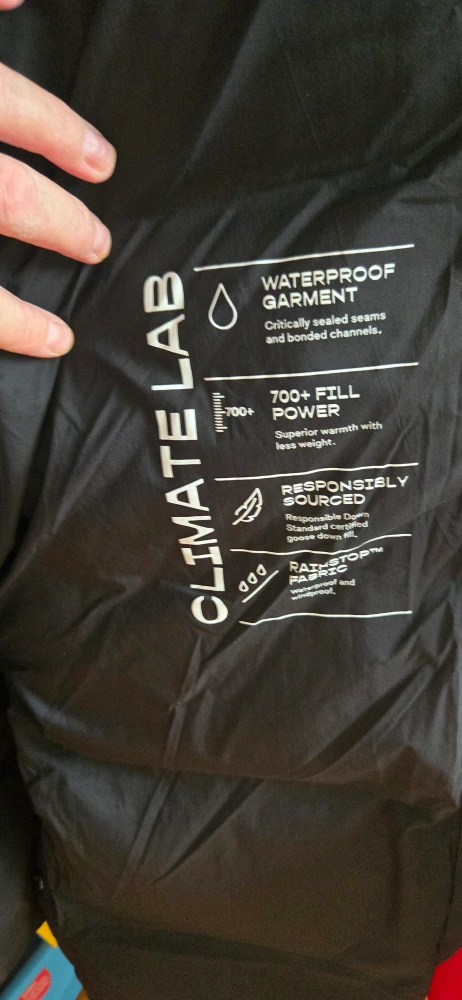 CLIMATE LAB
WATERPROOF
GARMENT
Critically sealed seams
and bonded channels.
700+
700+ FILL
POWER
Superior warmth with
less weight.
RESPONSIBLY
SOURCED
Responsible Down
Standard certified
goose down fill.
RAINSTOP™
FABRIC
Waterproof and
windproof.